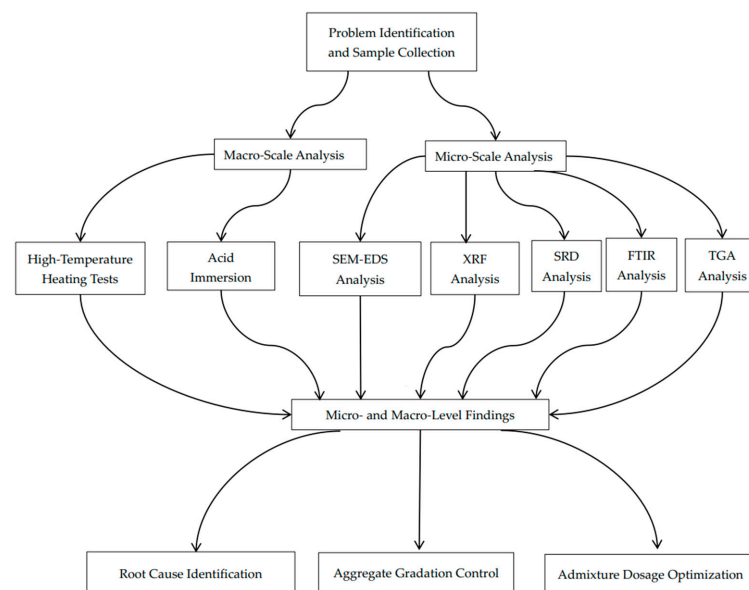 Problem Identification
and Sample Collection
Macro-Scale Analysis
Micro-Scale Analysis
High-Temperature
Heating Tests
Acid
Immersion
SEM-EDS
Analysis
XRF
Analysis
SRD
Analysis
FTIR
Analysis
TGA
Analysis
Micro- and Macro-Level Findings
Root Cause Identification
Aggregate Gradation Control
Admixture Dosage Optimization